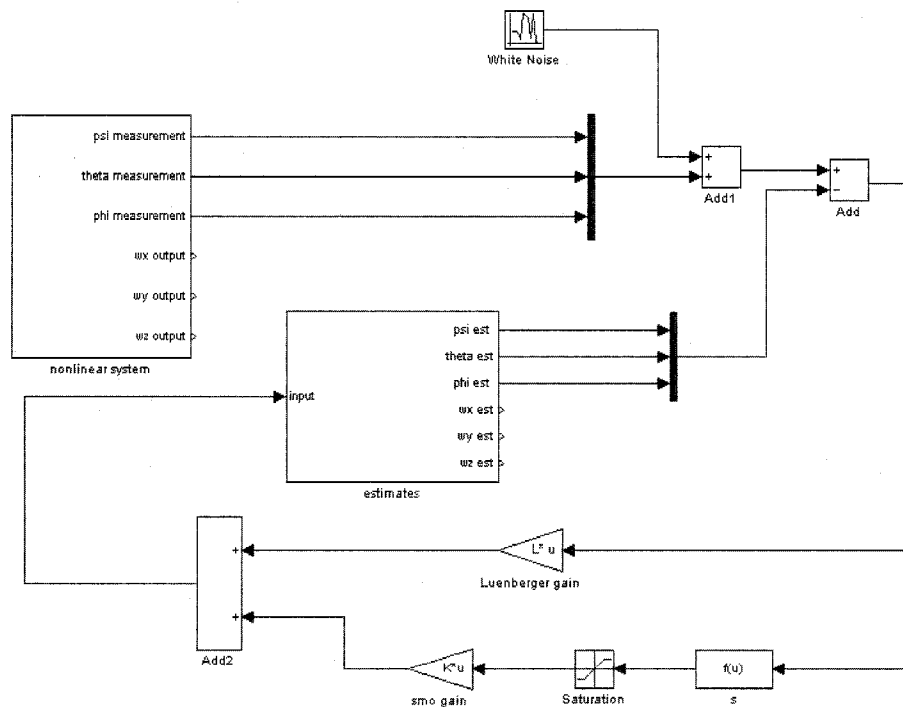 White Noise
psi measurement
theta measurement
phi measurement
wx output
wy output
wz output
nonlinear system
+
+
Add1
+
−
Add
psi est
theta est
phi est
input
wx est
wy est
wz est
estimates
+
+
Add2
L* u
Luenberger gain
K*u
smo gain
Saturation
f(u)
s